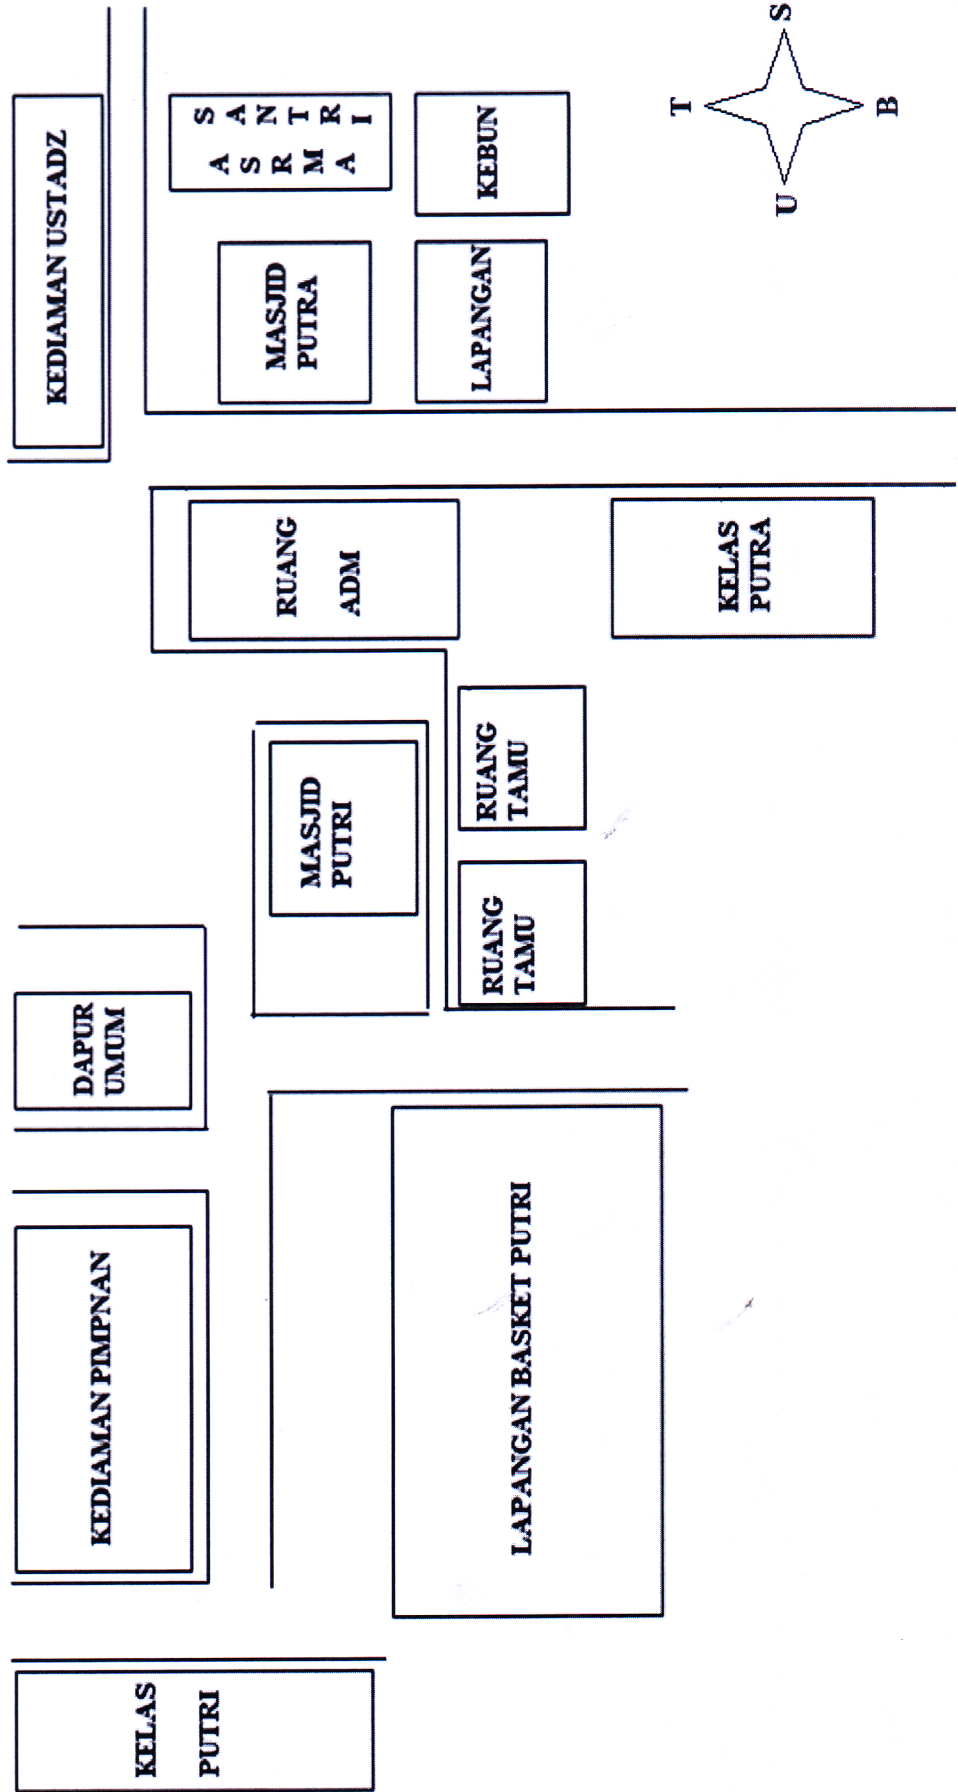 KELAS
PUTRI
KEDIAMAN PIMPNAN
DAPUR
UMUM
KEDIAMAN USTADZ
LAPANGAN BASKET PUTRI
MASJID
PUTRI
RUANG
TAMU
RUANG
TAMU
RUANG
ADM
KELAS
PUTRA
MASJID
PUTRA
LAPANGAN
ASRMA
SANTRI
KEBUN
T
U
S
B